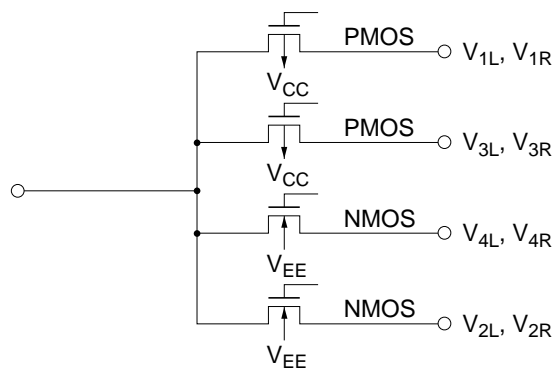 PMOS V1L, V1R
VCC
PMOS V3L, V3R
VCC
NMOS V4L, V4R
VEE
NMOS V2L, V2R
VEE